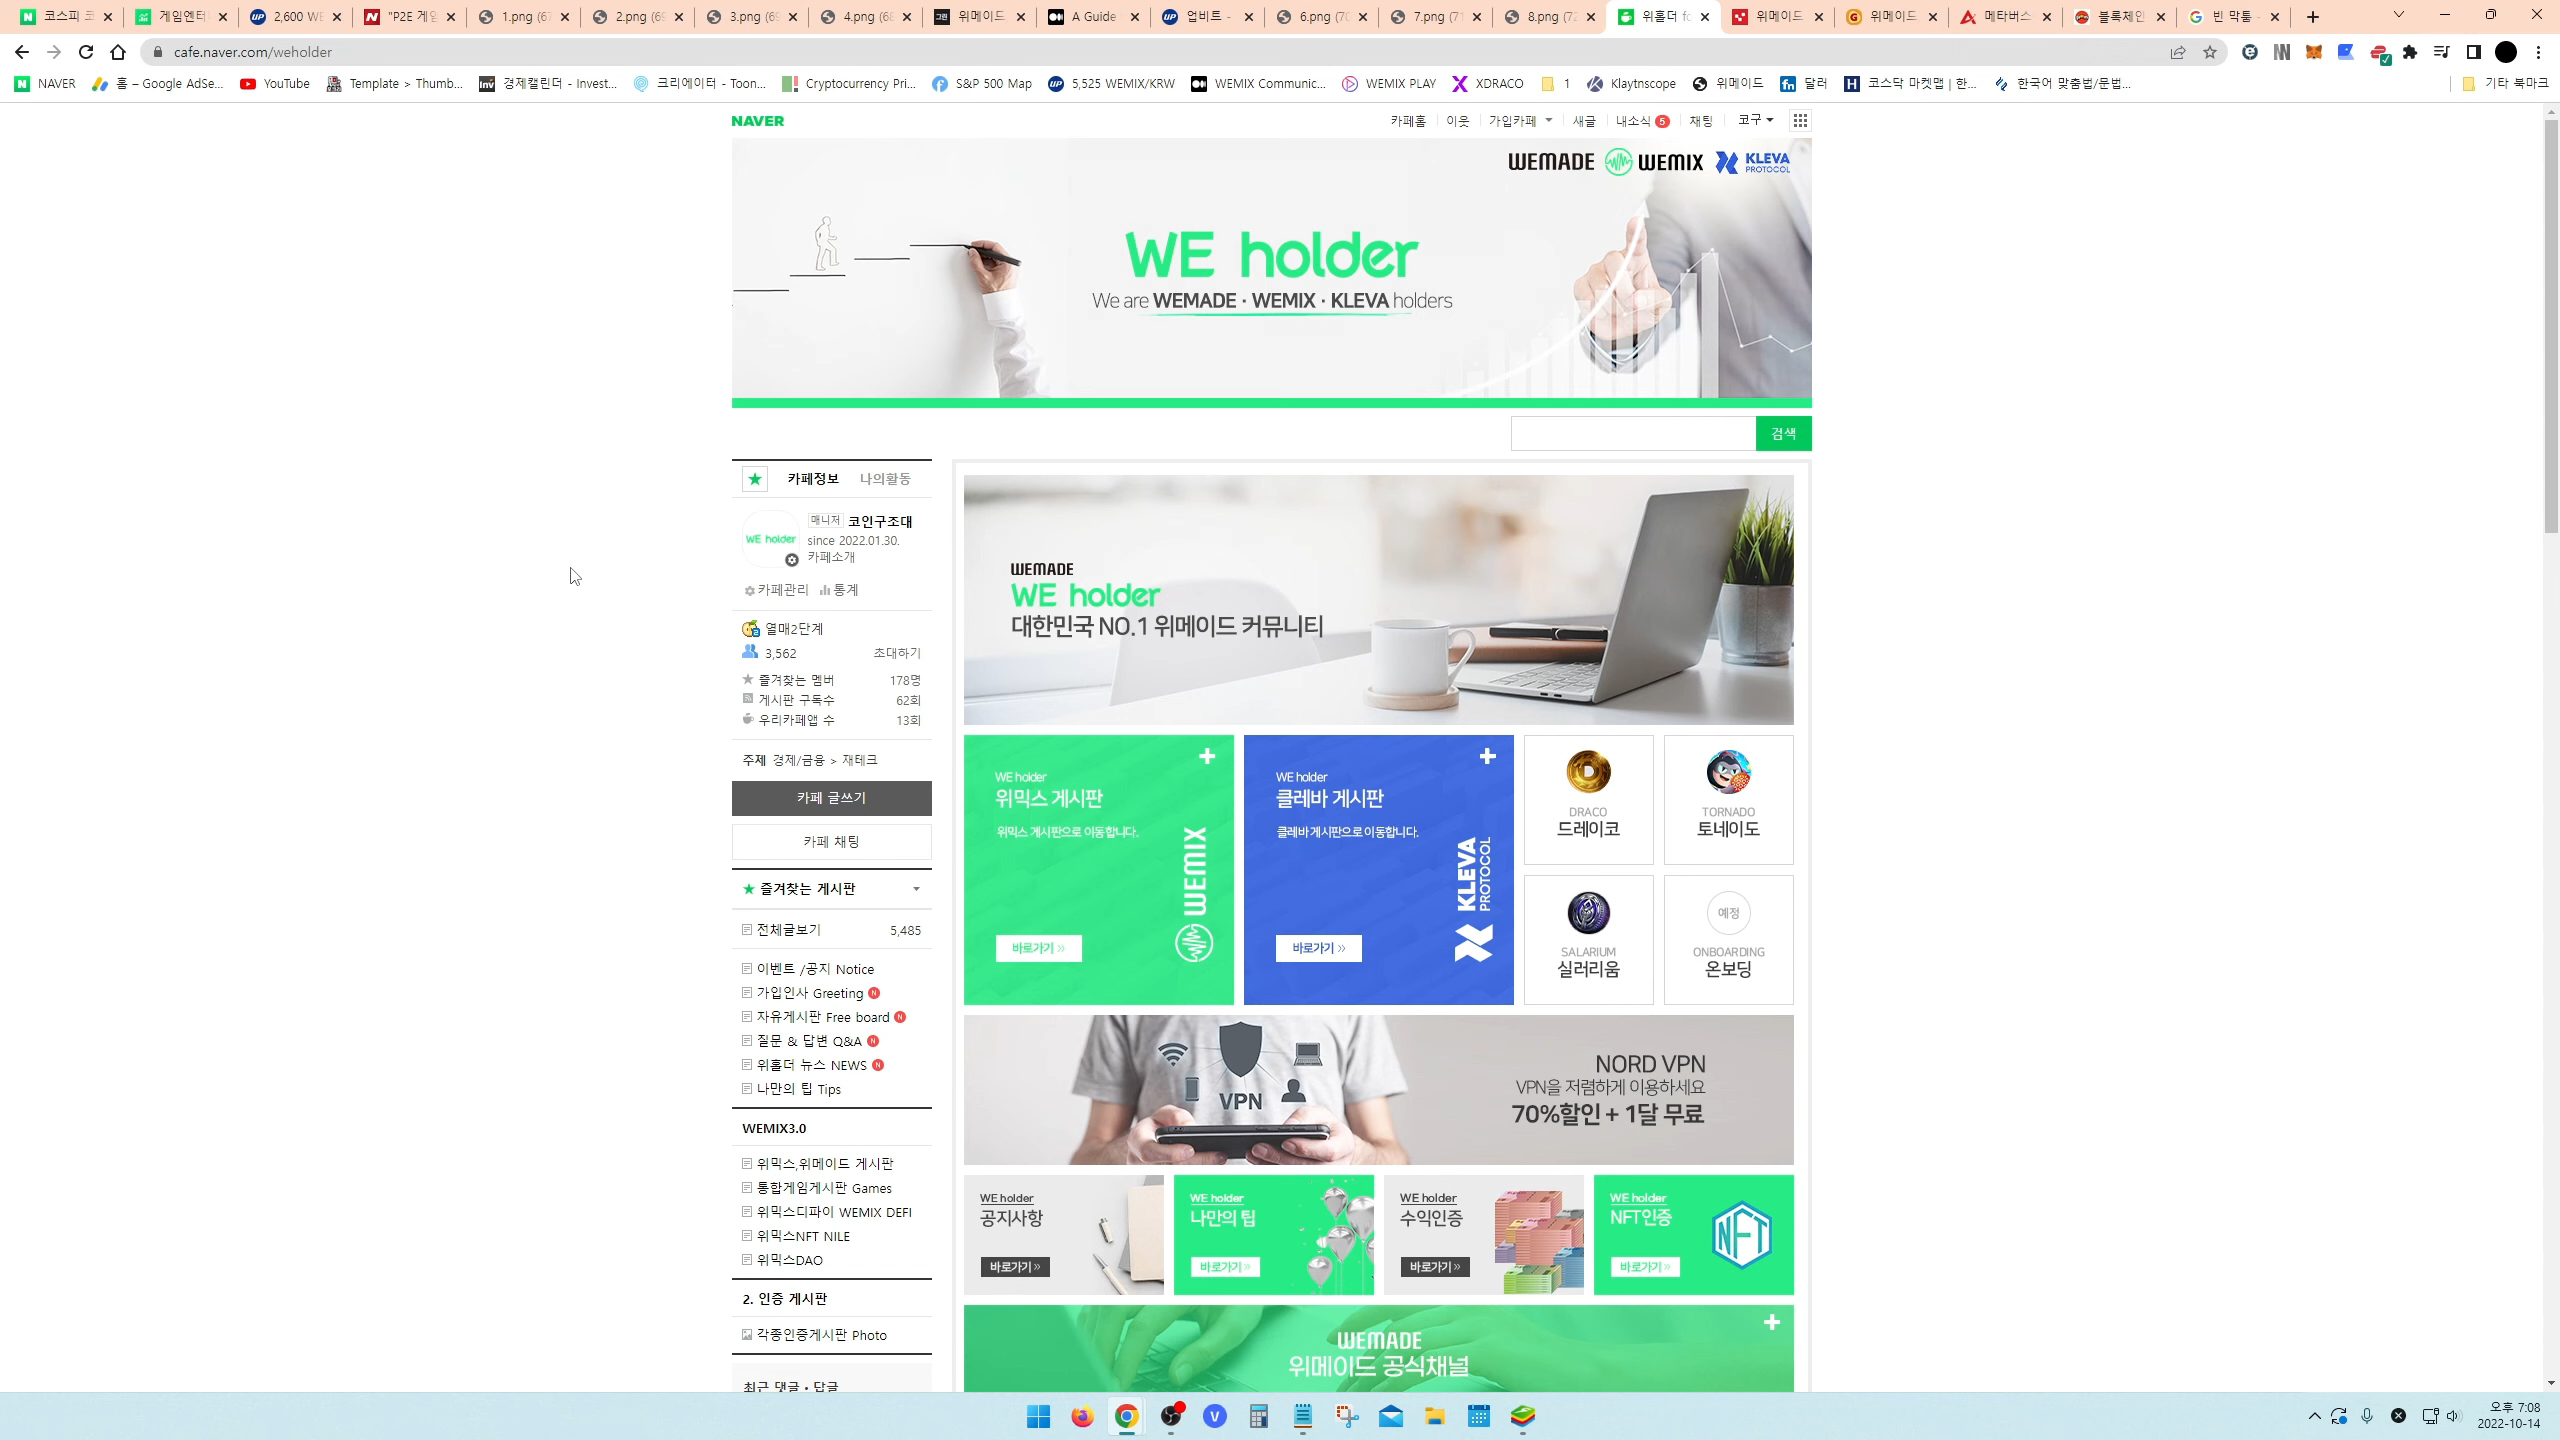 코스피 코
게임엔터
2,600 WE
"P2E 게임
1.png (67
2.png (69
3.png (69
4.png (68
위메이드
A Guide
업비트 -
6.png (70
7.png (71
8.png (72
위홀더 fo
위메이드
위메이드
메타버스
블록체인
빈 막툴 -
cafe.naver.com/weholder
NAVER
홈 – Google AdSe...
YouTube
Template > Thumb...
경제캘린더 - Invest...
크리에이터 - Toon...
Cryptocurrency Pri...
S&P 500 Map
5,525 WEMIX/KRW
WEMIX Communic...
WEMIX PLAY
XDRACO
1
Klaytnscope
위메이드
달러
코스닥 마켓맵 | 한...
한국어 맞춤법/문법...
기타 북마크
NAVER
카페홈
이웃
가입카페
새글
내소식 5
채팅
코구
WEMADE
WEMIX
KLEVA
PROTOCOL
WE holder
We are WEMADE · WEMIX · KLEVA holders
검색
카페정보
나의활동
WE holder
매니저 코인구조대
since 2022.01.30.
카페소개
카페관리
통계
열매2단계
3,562
초대하기
즐겨찾는 멤버 178명
게시판 구독수 62회
우리카페앱 수 13회
주제 경제/금융 > 재테크
카페 글쓰기
카페 채팅
즐겨찾는 게시판
전체글보기 5,485
이벤트 /공지 Notice
가입인사 Greeting N
자유게시판 Free board N
질문 & 답변 Q&A N
위홀더 뉴스 NEWS N
나만의 팁 Tips
WEMIX3.0
위믹스,위메이드 게시판
통합게임게시판 Games
위믹스디파이 WEMIX DEFI
위믹스NFT NILE
위믹스DAO
2. 인증 게시판
각종인증게시판 Photo
최근 댓글 · 답글
WEMADE
WE holder
대한민국 NO.1 위메이드 커뮤니티
WE holder
위믹스 게시판
위믹스 게시판으로 이동합니다.
바로가기 »
WEMIX
WE holder
클레바 게시판
클레바 게시판으로 이동합니다.
바로가기 »
KLEVA
PROTOCOL
DRACO
드레이코
TORNADO
토네이도
SALARIUM
실러리움
예정
ONBOARDING
온보딩
VPN
NORD VPN
VPN을 저렴하게 이용하세요
70%할인 + 1달 무료
WE holder
공지사항
바로가기 »
WE holder
나만의 팁
바로가기 »
WE holder
수익인증
바로가기 »
WE holder
NFT인증
바로가기 »
NFT
WEMADE
위메이드 공식채널
오후 7:08
2022-10-14